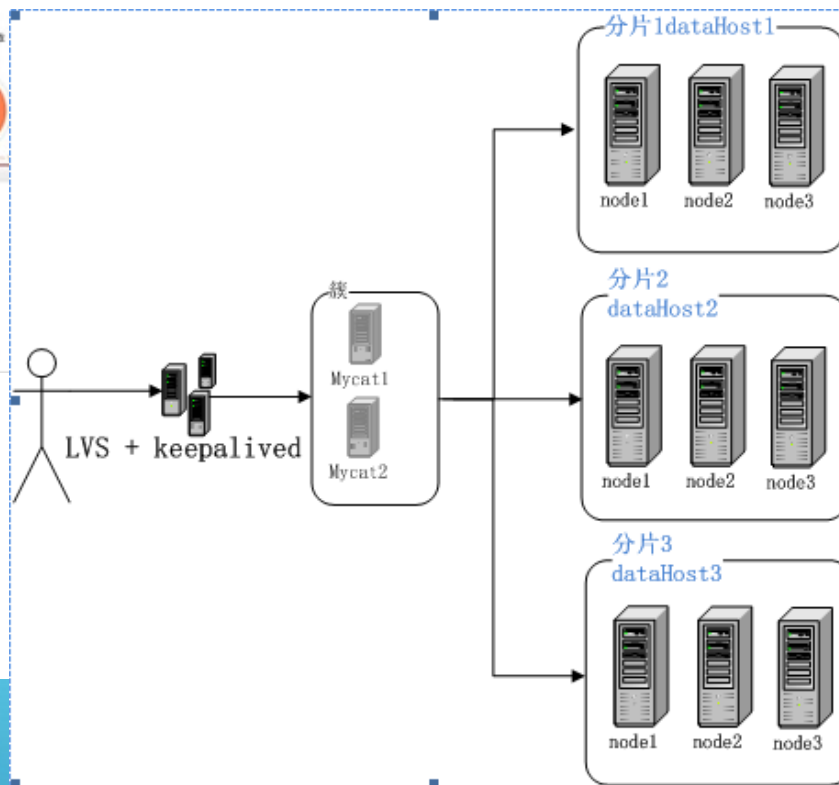 分片1dataHost1
node1
node2
node3
簇
Mycat1
Mycat2
分片2
dataHost2
node1
node2
node3
LVS + keepalived
分片3
dataHost3
node1
node2
node3